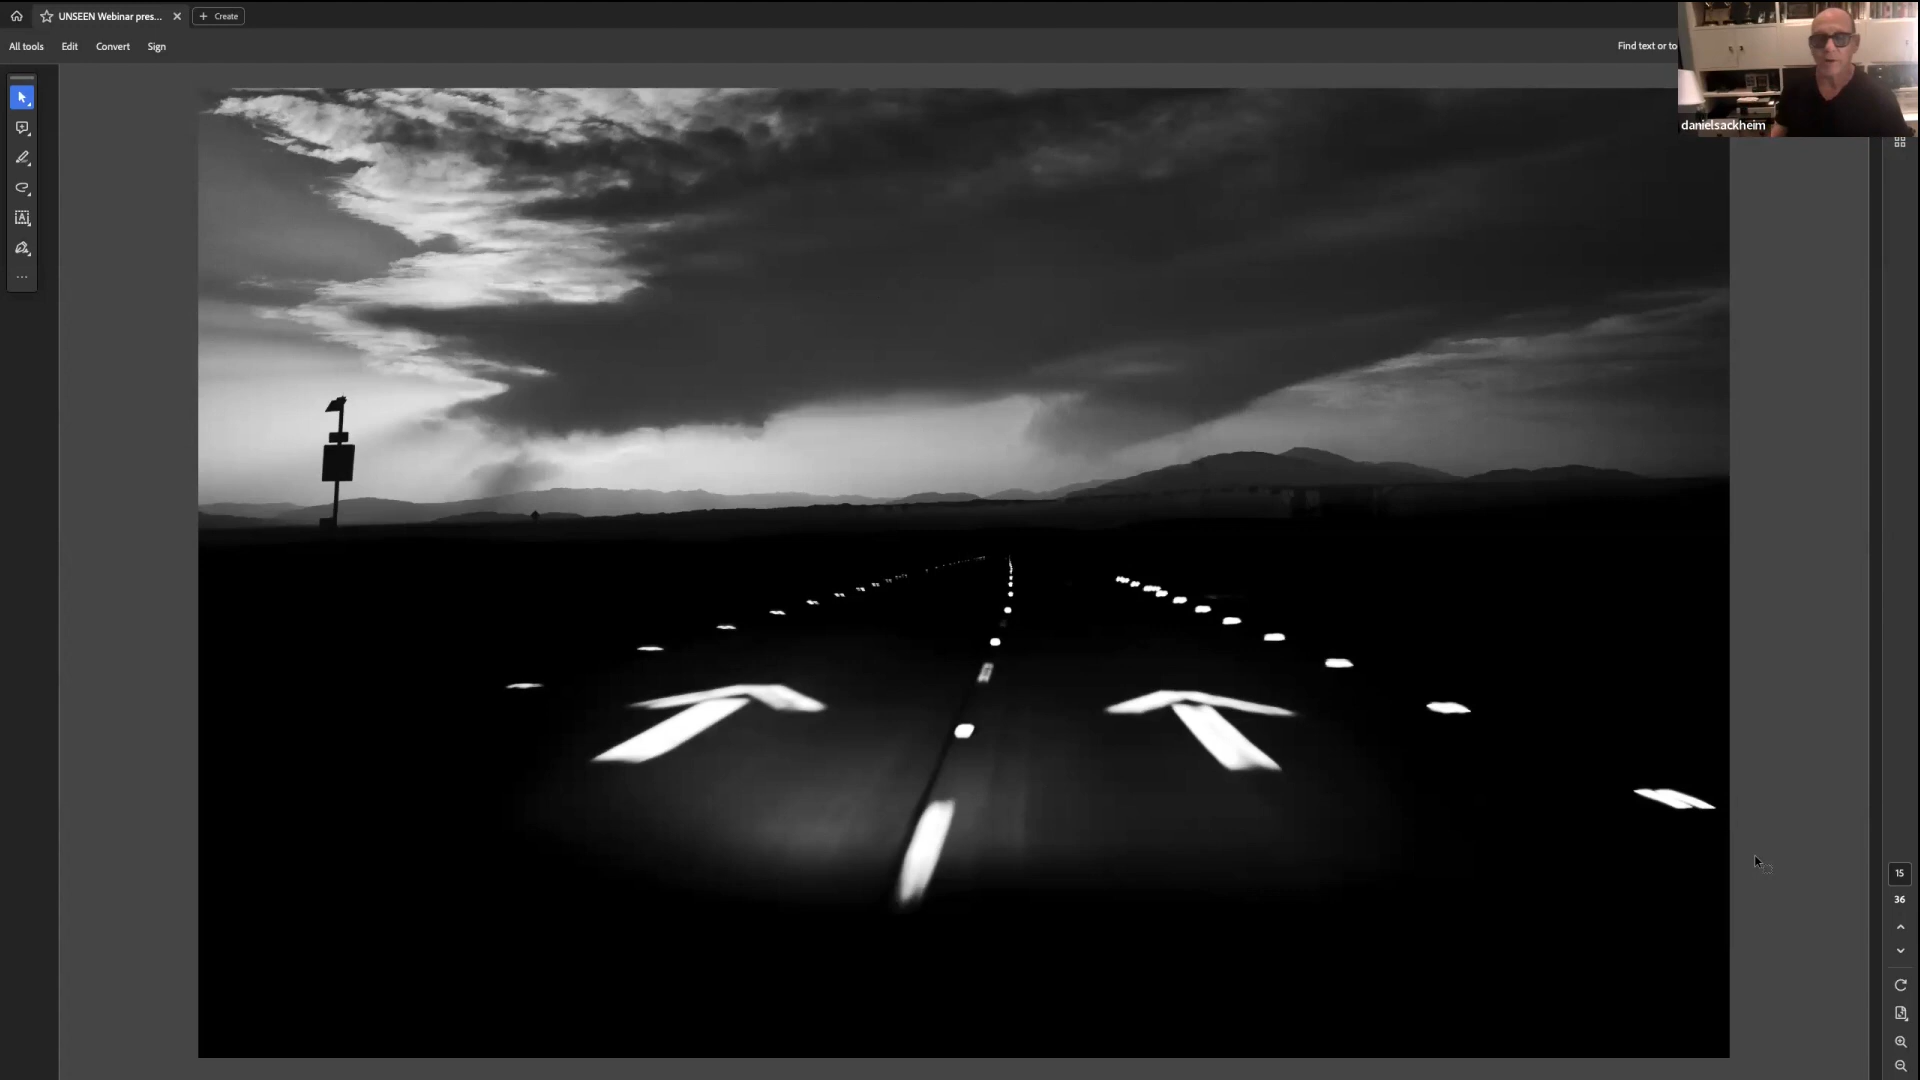 UNSEEN Webinar pres...
Create
All tools
Edit
Convert
Sign
Find text or to
danielsackheim
15
36